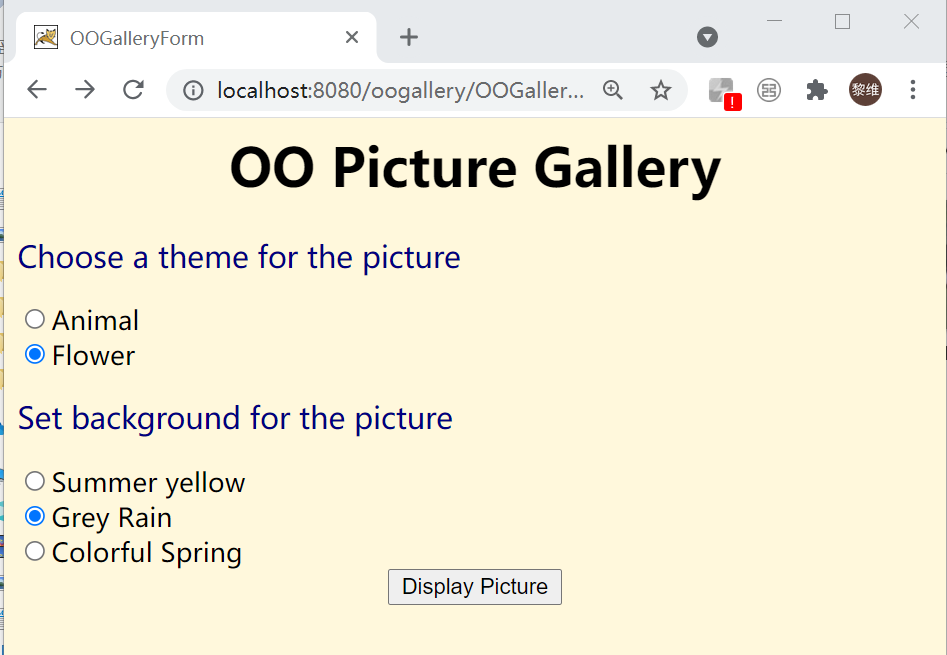 OOGalleryForm
localhost:8080/oogallery/OOGaller...
黎维
OO Picture Gallery
Choose a theme for the picture
Animal
Flower
Set background for the picture
Summer yellow
Grey Rain
Colorful Spring
Display Picture